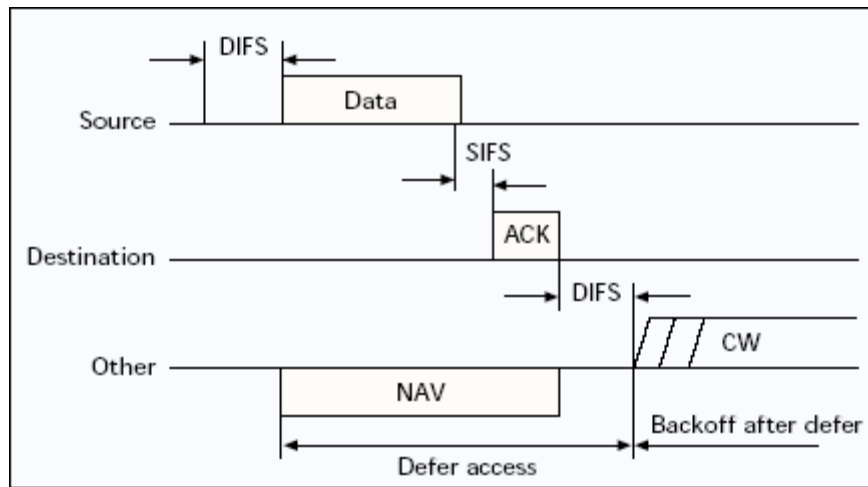 DIFS
Data
Source
SIFS
ACK
Destination
DIFS
CW
Other
NAV
Backoff after defer
Defer access